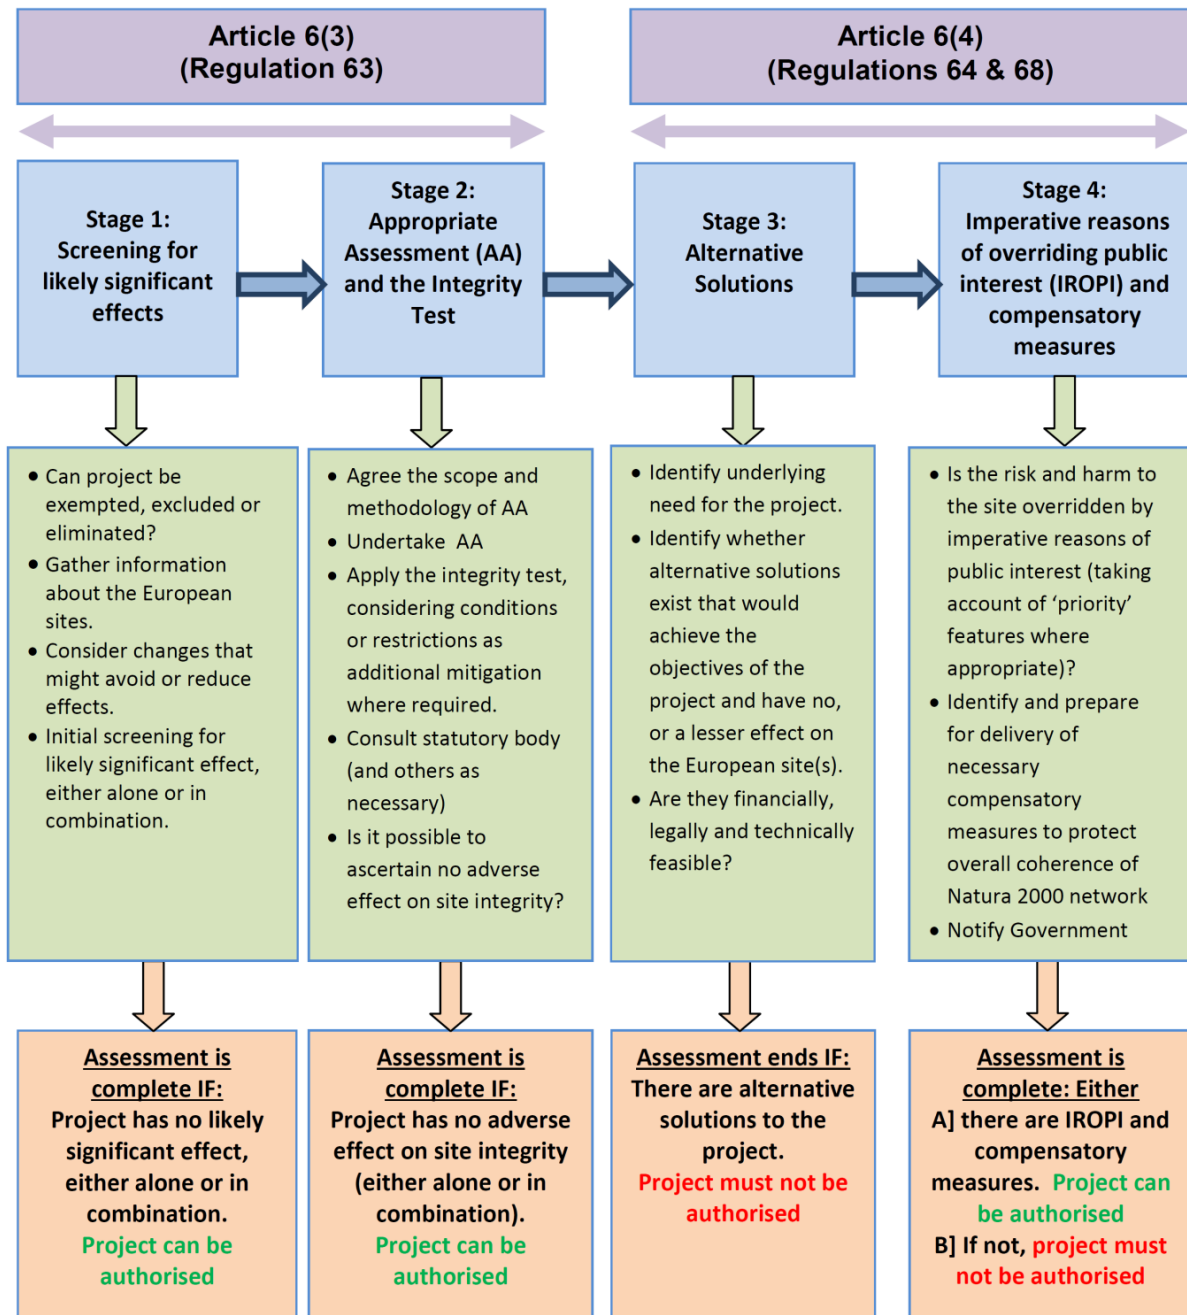 Article 6(3)
(Regulation 63)
Article 6(4)
(Regulations 64 & 68)
Stage 1:
Screening for
likely significant
effects
Stage 2:
Appropriate
Assessment (AA)
and the Integrity
Test
Stage 3:
Alternative
Solutions
Stage 4:
Imperative reasons
of overriding public
interest (IROPI) and
compensatory
measures
• Can project be
exempted, excluded or
eliminated?
• Gather information
about the European
sites.
• Consider changes that
might avoid or reduce
effects.
• Initial screening for
likely significant effect,
either alone or in
combination.
• Agree the scope and
methodology of AA
• Undertake AA
• Apply the integrity test,
considering conditions
or restrictions as
additional mitigation
where required.
• Consult statutory body
(and others as
necessary)
• Is it possible to
ascertain no adverse
effect on site integrity?
• Identify underlying
need for the project.
• Identify whether
alternative solutions
exist that would
achieve the
objectives of the
project and have no,
or a lesser effect on
the European site(s).
• Are they financially,
legally and technically
feasible?
• Is the risk and harm to
the site overridden by
imperative reasons of
public interest (taking
account of ‘priority’
features where
appropriate)?
• Identify and prepare
for delivery of
necessary
compensatory
measures to protect
overall coherence of
Natura 2000 network
• Notify Government
Assessment is
complete IF:
Project has no likely
significant effect,
either alone or in
combination.
Project can be
authorised
Assessment is
complete IF:
Project has no adverse
effect on site integrity
(either alone or in
combination).
Project can be
authorised
Assessment ends IF:
There are alternative
solutions to the
project.
Project must not be
authorised
Assessment is
complete: Either
A] there are IROPI and
compensatory
measures. Project can
be authorised
B] If not, project must
not be authorised